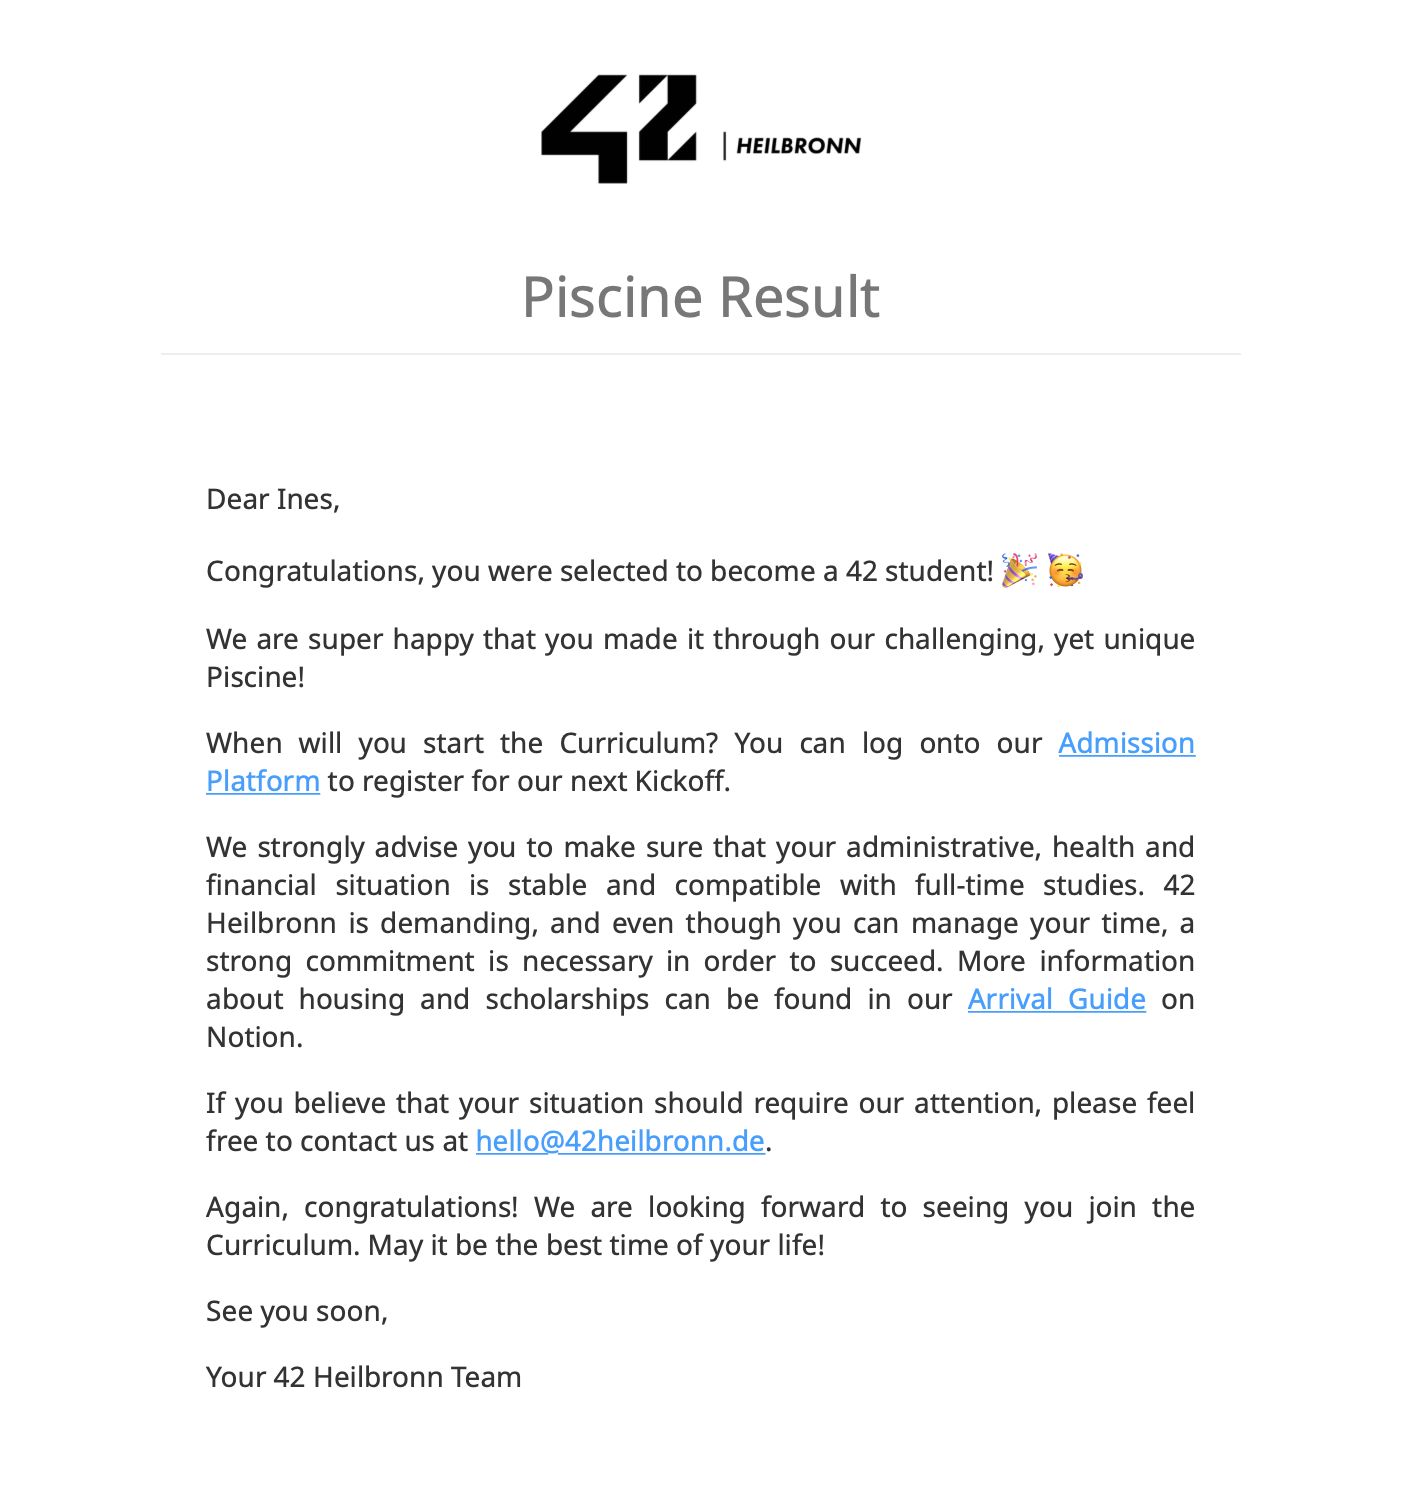 42 | HEILBRONN
Piscine Result
Dear Ines,
Congratulations, you were selected to become a 42 student! 🎉 🥳
We are super happy that you made it through our challenging, yet unique
Piscine!
When will you start the Curriculum? You can log onto our Admission
Platform to register for our next Kickoff.
We strongly advise you to make sure that your administrative, health and
financial situation is stable and compatible with full-time studies. 42
Heilbronn is demanding, and even though you can manage your time, a
strong commitment is necessary in order to succeed. More information
about housing and scholarships can be found in our Arrival Guide on
Notion.
If you believe that your situation should require our attention, please feel
free to contact us at hello@42heilbronn.de.
Again, congratulations! We are looking forward to seeing you join the
Curriculum. May it be the best time of your life!
See you soon,
Your 42 Heilbronn Team